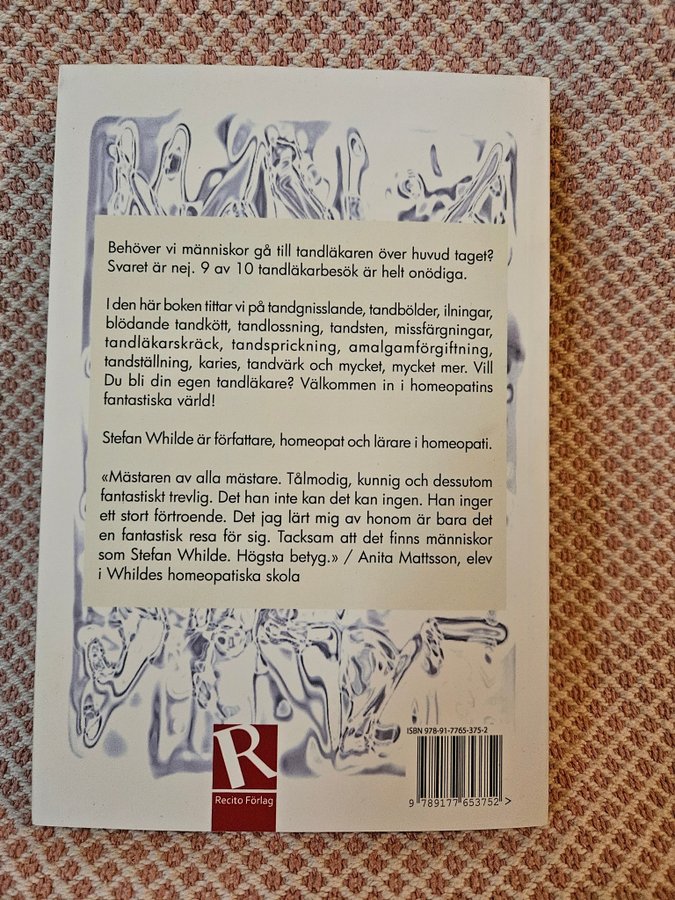 Behöver vi människor gå till tandläkaren över huvud taget?
Svaret är nej. 9 av 10 tandläkarbesök är helt onödiga.
I den här boken tittar vi på tandgnisslande, tandbölder, ilningar,
blödande tandkött, tandlossning, tandsten, missfärgningar,
tandläkarskräck, tandsprickning, amalgamförgiftning,
tandställning, karies, tandvärk och mycket, mycket mer. Vill
Du bli din egen tandläkare? Välkommen in i homeopatins
fantastiska värld!
Stefan Whilde är författare, homeopat och lärare i homeopati.
«Mästaren av alla mästare. Tålmodig, kunnig och dessutom
fantastiskt trevlig. Det han inte kan det kan ingen. Han inger
ett stort förtroende. Det jag lärt mig av honom är bara det
en fantastisk resa för sig. Tacksam att det finns människor
som Stefan Whilde. Högsta betyg.» / Anita Mattsson, elev
i Whildes homeopatiska skola
R
Recito Förlag
ISBN 978-91-7765-375-2
9 789177 653752 >